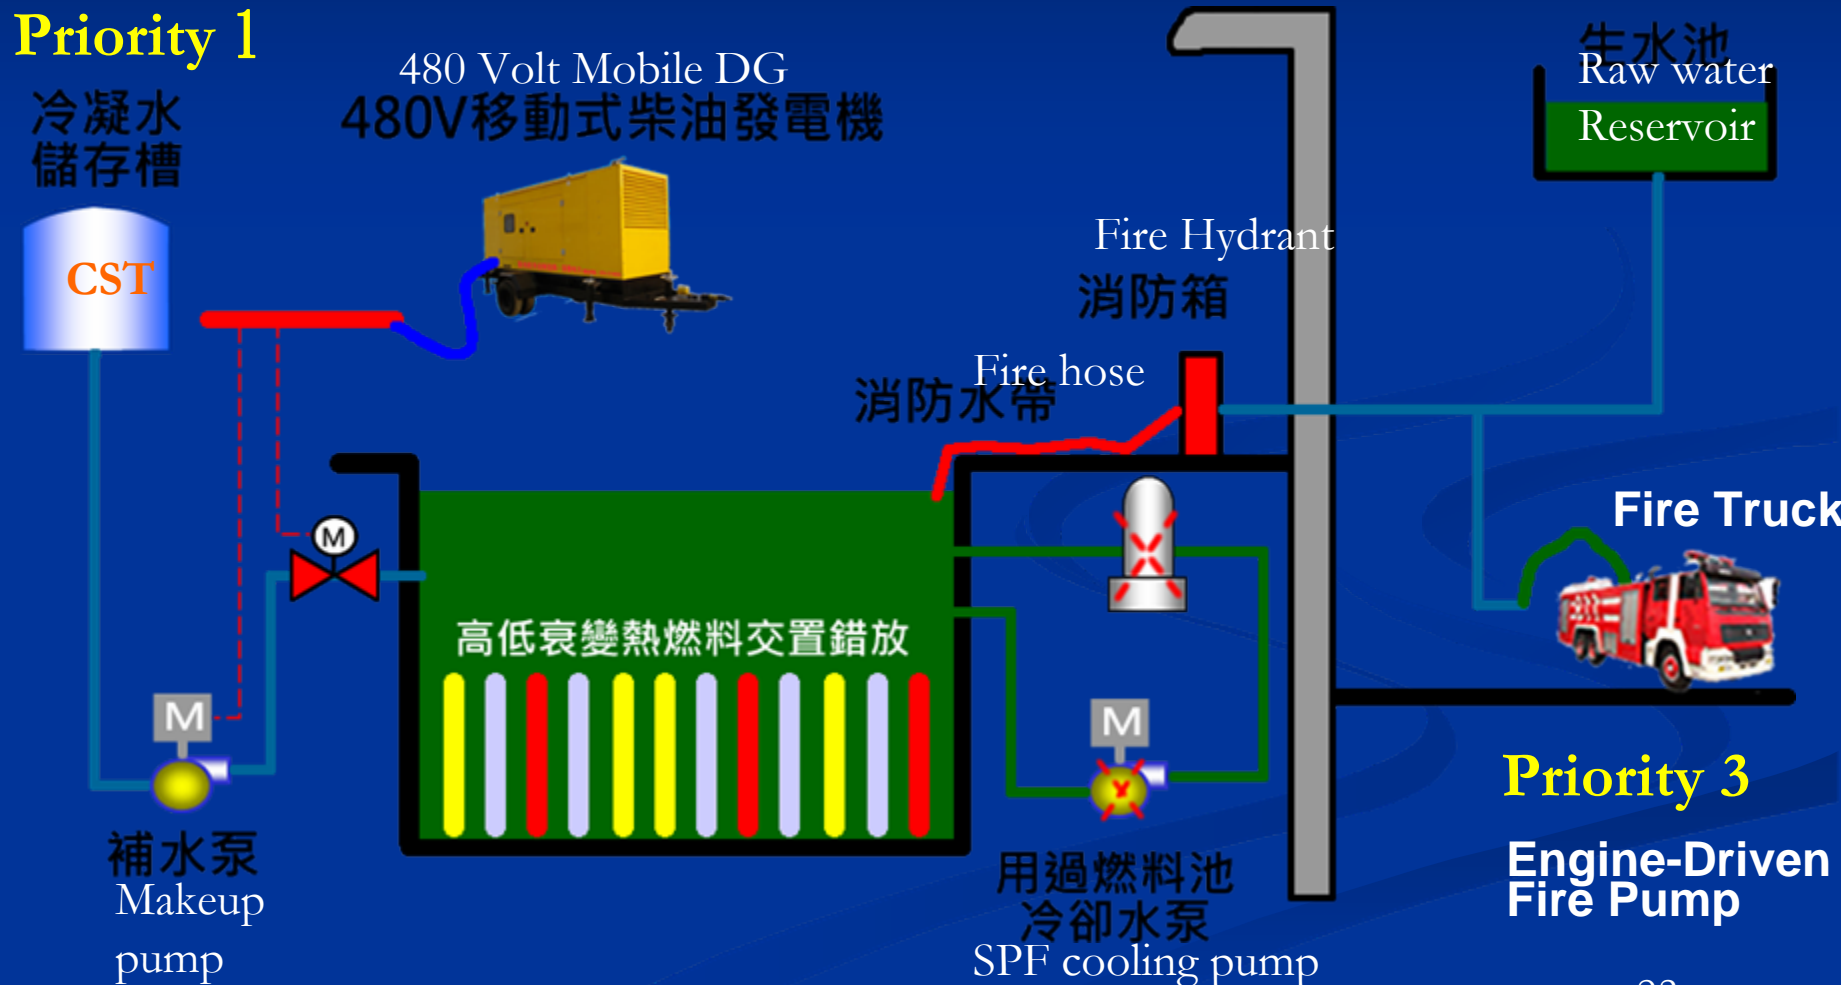 Priority 1
冷凝水
儲存槽
CST
480 Volt Mobile DG
480V移動式柴油發電機
生水池
Raw water
Reservoir
Fire Hydrant
消防箱
Fire hose
消防水帶
M
高低衰變熱燃料交置錯放
Fire Truck
M
補水泵
Makeup
pump
M
用過燃料池
冷卻水泵
SPF cooling pump
Priority 3
Engine-Driven
Fire Pump